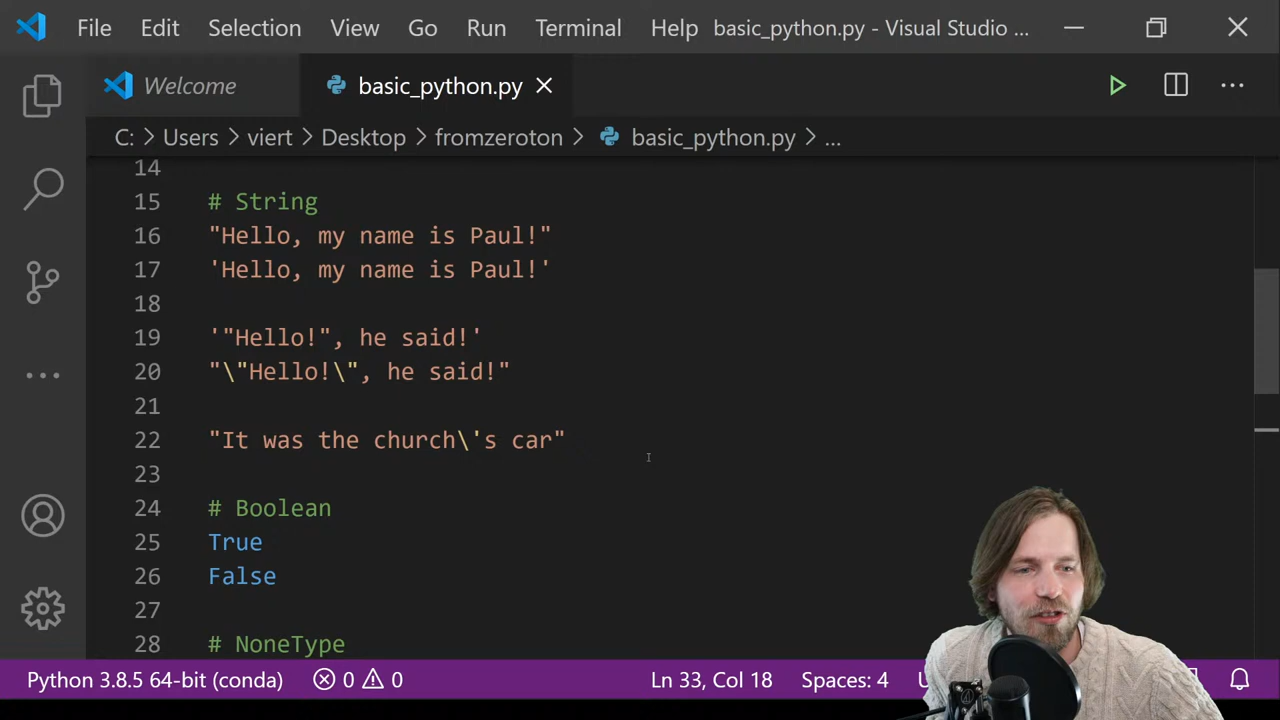 File Edit Selection View Go Run Terminal Help basic_python.py - Visual Studio ...
Welcome basic_python.py
C: > Users > viert > Desktop > fromzeroton > basic_python.py > ...
14
15 # String
16 "Hello, my name is Paul!"
17 'Hello, my name is Paul!'
18
19 '"Hello!", he said!'
20 "\"Hello!\", he said!"
21
22 "It was the church\'s car"
23
24 # Boolean
25 True
26 False
27
28 # NoneType
Python 3.8.5 64-bit (conda) 0 0 Ln 33, Col 18 Spaces: 4